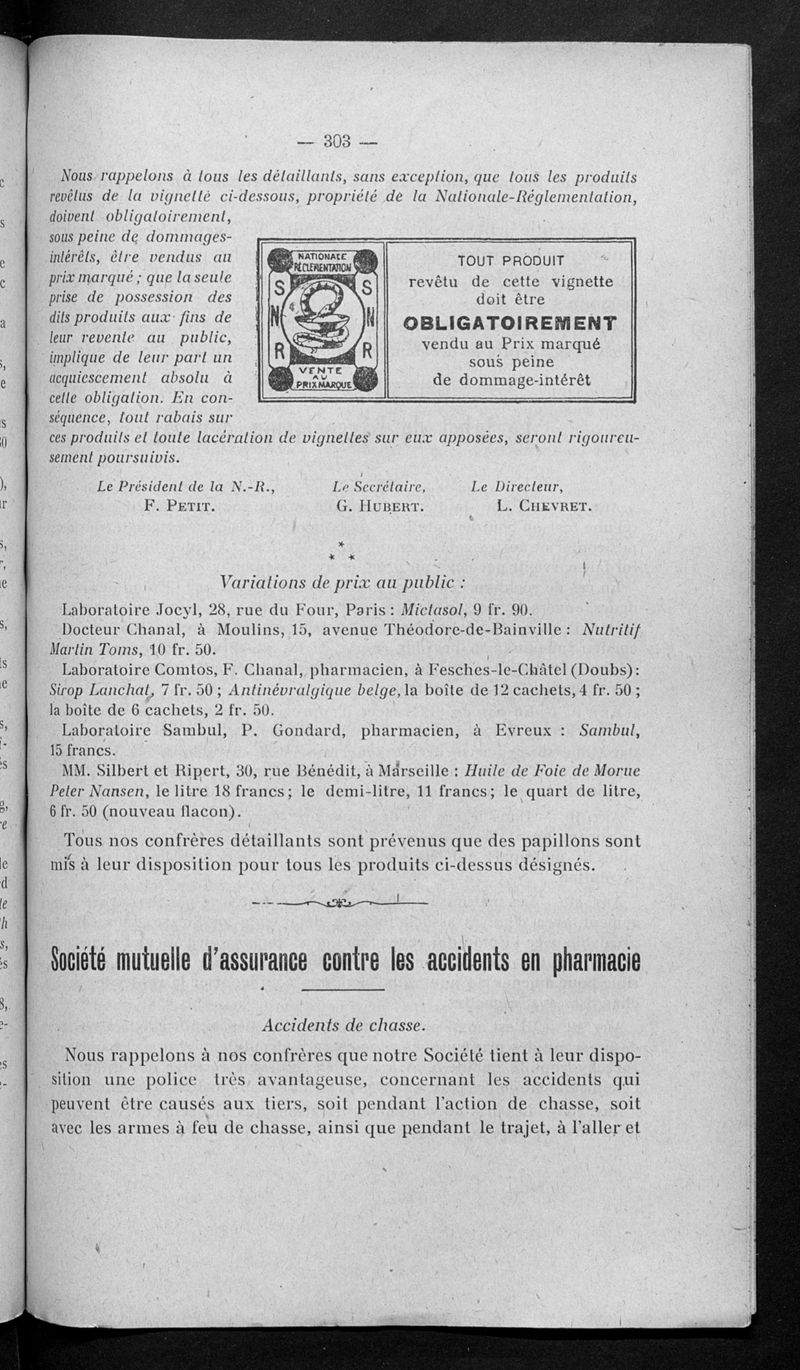 — 303 —
Nous rappelons à tous les détaillants, sans exception, que tous les produits
revêtus de la vignette ci-dessous, propriété de la Nationale-Réglementation,
doivent obligatoirement,
sous peine de dommages-
intérêts, être vendus au
prix marqué ; que la seule
prise de possession des
dits produits aux fins de
leur revente au public,
implique de leur part un
acquiescement absolu à
cette obligation. En con-
séquence, tout rabais sur
NATIONALE
RÉGLEMENTATION
S S
N N
R R
VENTE
AU
PRIX MARQUÉ
TOUT PRODUIT
revêtu de cette vignette
doit être
OBLIGATOIREMENT
vendu au Prix marqué
sous peine
de dommage-intérêt
ces produits et toute lacération de vignettes sur eux apposées, seront rigoureu-
sement poursuivis.
Le Président de la N.-R., Le Secrétaire, Le Directeur,
F. PETIT. G. HUBERT. L. CHEVRET.
*
* *
Variations de prix au public :
Laboratoire Jocyl, 28, rue du Four, Paris : Mictasol, 9 fr. 90.
Docteur Chanal, à Moulins, 15, avenue Théodore-de-Bainville : Nutritif
Martin Toms, 10 fr. 50.
Laboratoire Comtos, F. Chanal, pharmacien, à Fesches-le-Châtel (Doubs) :
Sirop Lanchal, 7 fr. 50 ; Antinévralgique belge, la boîte de 12 cachets, 4 fr. 50 ;
la boîte de 6 cachets, 2 fr. 50.
Laboratoire Sambul, P. Gondard, pharmacien, à Evreux : Sambul,
15 francs.
MM. Silbert et Ripert, 30, rue Bénédit, à Marseille : Huile de Foie de Morue
Peter Nansen, le litre 18 francs ; le demi-litre, 11 francs ; le quart de litre,
6 fr. 50 (nouveau flacon).
Tous nos confrères détaillants sont prévenus que des papillons sont
mis à leur disposition pour tous les produits ci-dessus désignés.
Société mutuelle d'assurance contre les accidents en pharmacie
Accidents de chasse.
Nous rappelons à nos confrères que notre Société tient à leur dispo-
sition une police très avantageuse, concernant les accidents qui
peuvent être causés aux tiers, soit pendant l'action de chasse, soit
avec les armes à feu de chasse, ainsi que pendant le trajet, à l'aller et